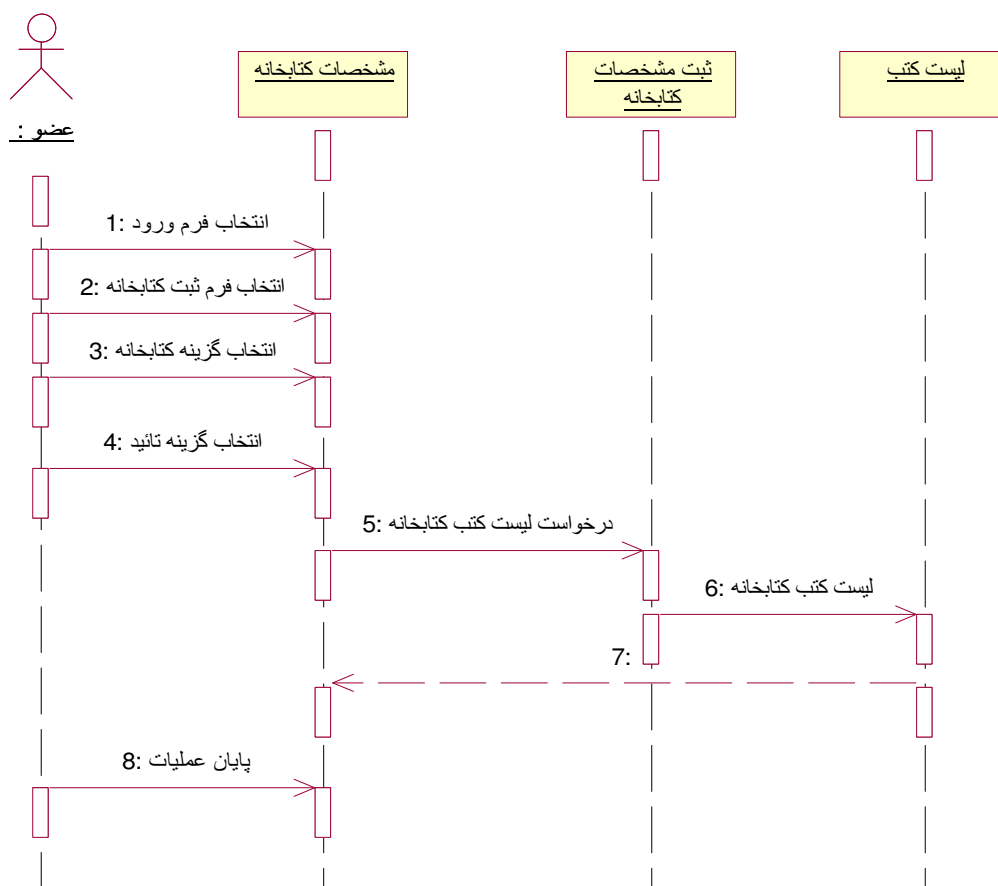 مشخصات کتابخانه
ثبت مشخصات
کتابخانه
لیست کتب
عضو :
1: انتخاب فرم ورود
2: انتخاب فرم ثبت کتابخانه
3: انتخاب گزینه کتابخانه
4: انتخاب گزینه تائید
5: درخواست لیست کتب کتابخانه
6: لیست کتب کتابخانه
7:
8: پایان عملیات